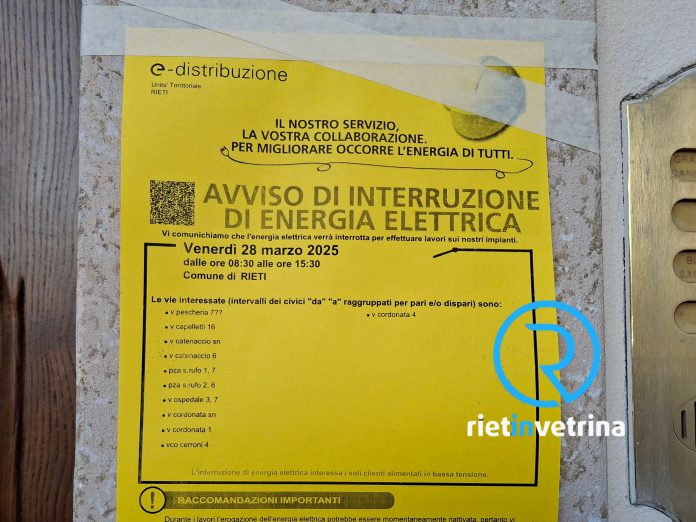 e-distribuzione
Unita' Territoriale
RIETI
IL NOSTRO SERVIZIO,
LA VOSTRA COLLABORAZIONE.
PER MIGLIORARE OCCORRE L'ENERGIA DI TUTTI.
AVVISO DI INTERRUZIONE
DI ENERGIA ELETTRICA
Vi comunichiamo che l'energia elettrica verrà interrotta per effettuare lavori sui nostri impianti.
Venerdì 28 marzo 2025
dalle ore 08:30 alle ore 15:30
Comune di RIETI
Le vie interessate (intervalli dei civici "da" "a" raggruppati per pari e/o dispari) sono:
• v pescheria 7??
• v capelletti 16
• v catenaccio sn
• v catenaccio 6
• pza s.rufo 1, 7
• pza s.rufo 2, 6
• v ospedale 3, 7
• v cordonata sn
• v cordonata 1
• vco cerroni 4
• v cordonata 4
L'interruzione di energia elettrica interessa i soli clienti alimentati in bassa tensione.
! RACCOMANDAZIONI IMPORTANTI
Durante i lavori l'erogazione dell'energia elettrica potrebbe essere momentaneamente riattivata, pertanto vi
R
rietinvetrina